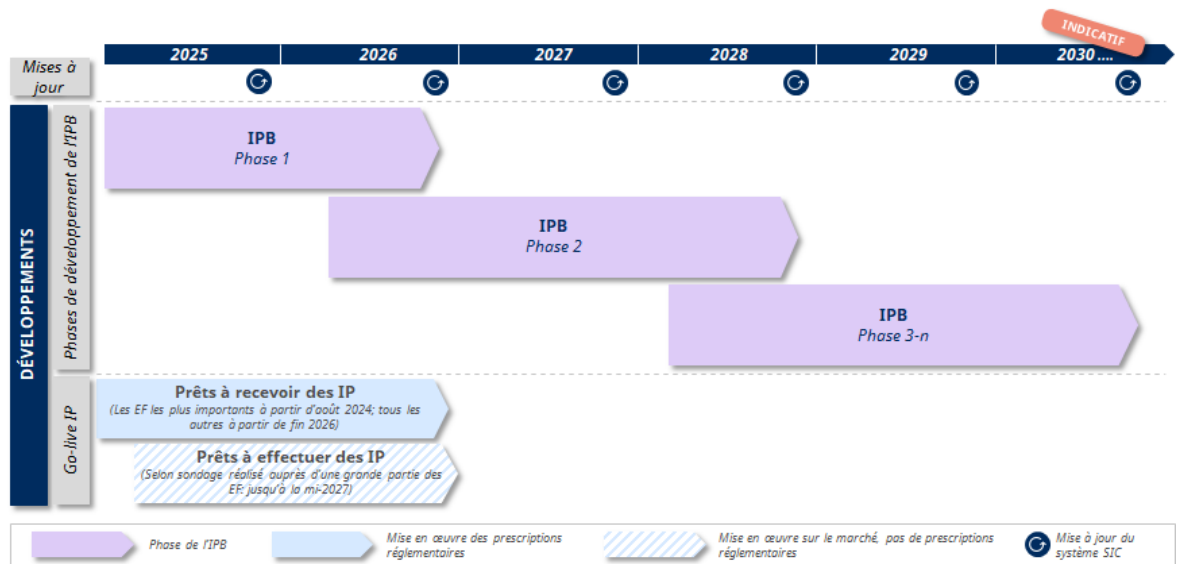 INDICATIF
2025 2026 2027 2028 2029 2030 ....
Mises à
jour
DÉVELOPPEMENTS
Phases de développement de l'IPB
IPB
Phase 1
IPB
Phase 2
IPB
Phase 3-n
Go-live IP
Prêts à recevoir des IP
(Les EF les plus importants à partir d'août 2024; tous les
autres à partir de fin 2026)
Prêts à effectuer des IP
(Selon sondage réalisé auprès d'une grande partie des
EF: jusqu'à la mi-2027)
Phase de l'IPB
Mise en œuvre des prescriptions
réglementaires
Mise en œuvre sur le marché, pas de prescriptions
réglementaires
Mise à jour du
système SIC